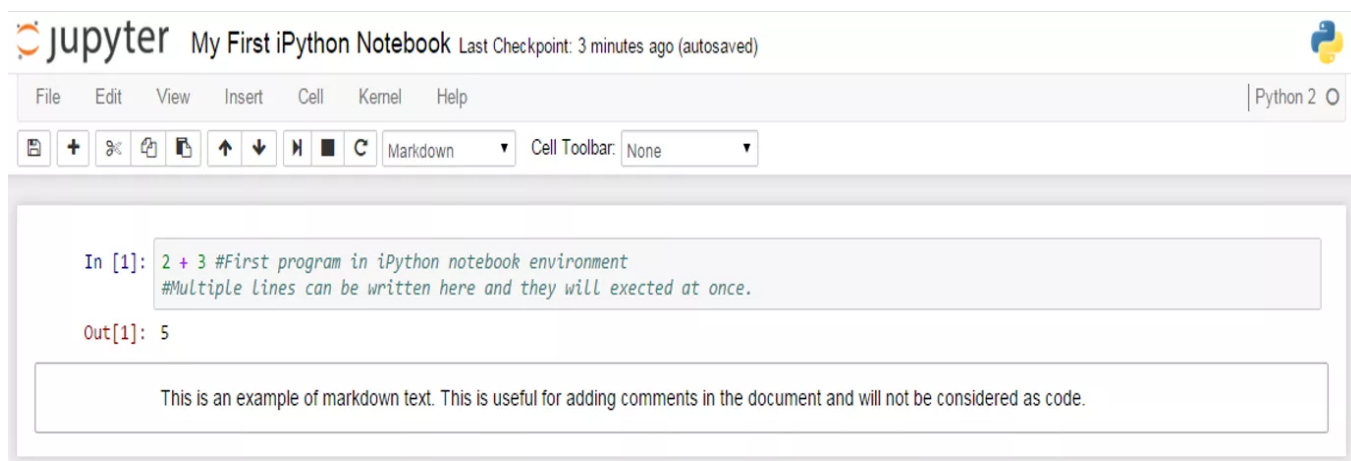 jupyter My First iPython Notebook Last Checkpoint: 3 minutes ago (autosaved)
File Edit View Insert Cell Kernel Help Python 2
Markdown Cell Toolbar: None
In [1]: 2 + 3 #First program in iPython notebook environment
#Multiple lines can be written here and they will exected at once.
Out[1]: 5
This is an example of markdown text. This is useful for adding comments in the document and will not be considered as code.